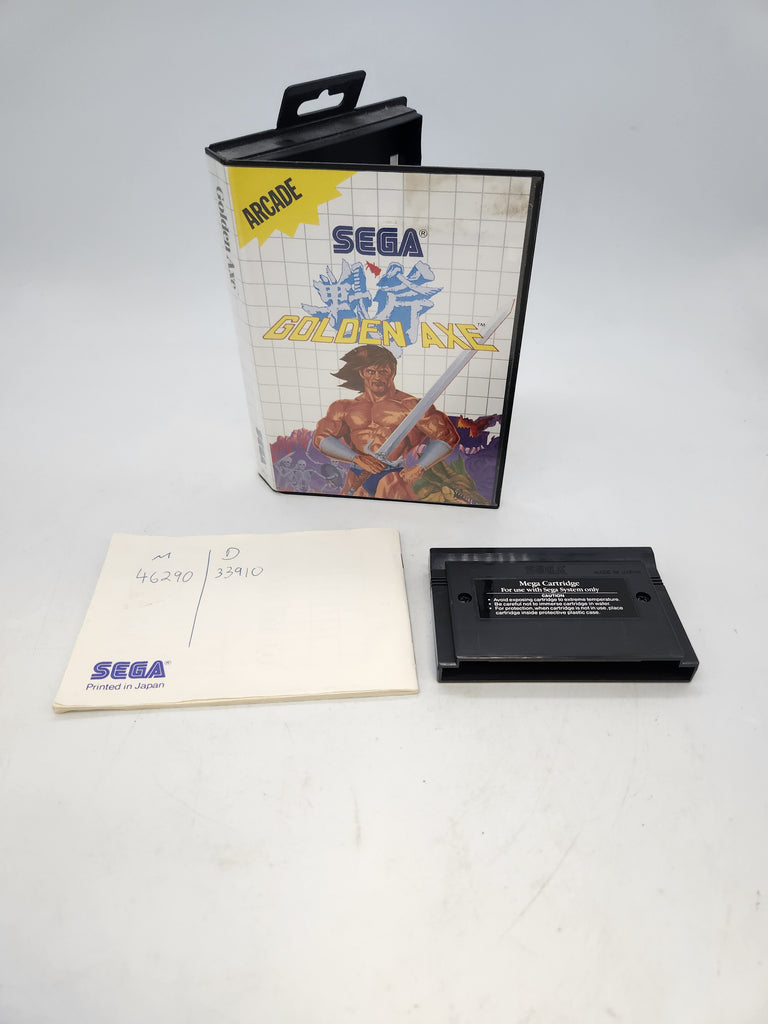 ARCADE
SEGA®
戦斧
GOLDEN AXE™
Golden Axe
SEGA
M D
46290 33910
SEGA®
Printed in Japan
SEGA MADE IN JAPAN
Mega Cartridge
For use with Sega System only
CAUTION
• Avoid exposing cartridge to extreme temperature.
• Be careful not to immerse cartridge in water.
• For protection, when cartridge is not in use, place
cartridge inside protective plastic case.